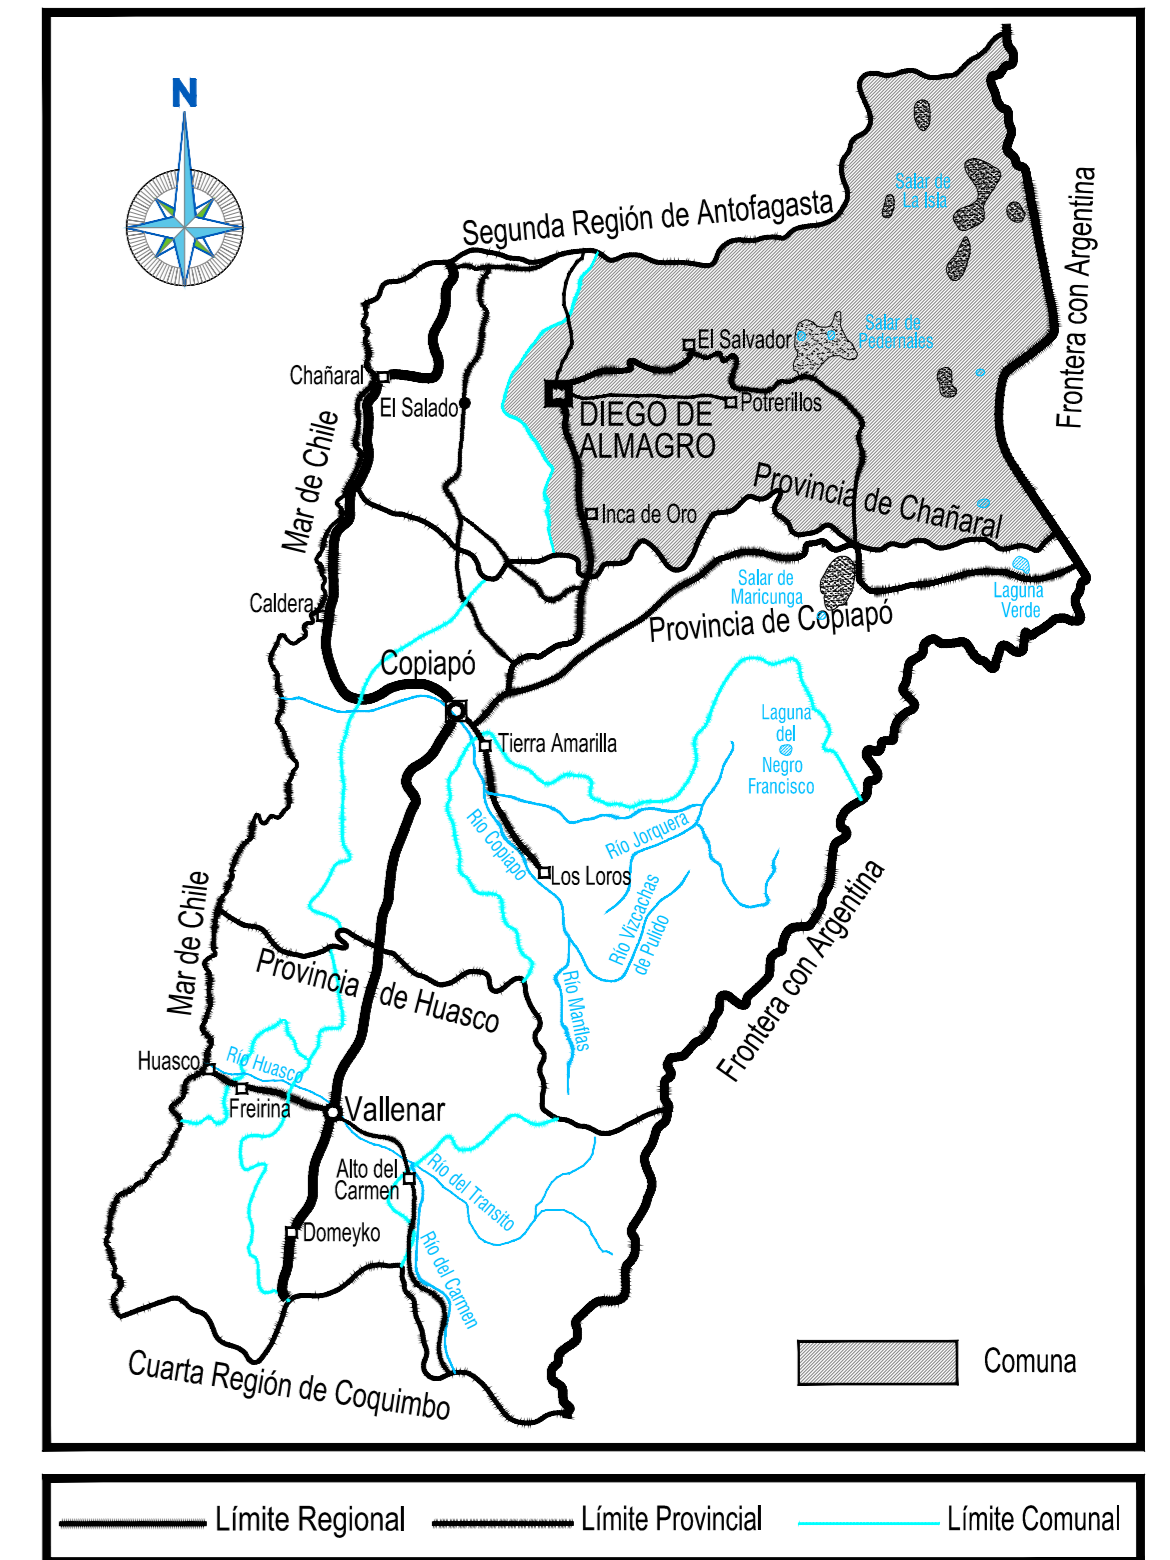 N
Segunda Región de Antofagasta
Salar de
La Isla
Frontera con Argentina
El Salvador
Salar de
Pedernales
Chañaral
El Salado
Potrerillos
DIEGO DE
ALMAGRO
Mar de Chile
Provincia de Chañaral
Inca de Oro
Salar de
Maricunga
Laguna
Verde
Caldera
Provincia de Copiapó
Copiapó
Laguna
del
Negro
Francisco
Tierra Amarilla
Río Copiapo
Río Jorquera
Los Loros
Río Vizcachas
de Pulido
Mar de Chile
Frontera con Argentina
Provincia de Huasco
Río Manflas
Huasco
Río Huasco
Freirina
Vallenar
Alto del
Carmen
Río del Transito
Domeyko
Río del Carmen
Cuarta Región de Coquimbo
Comuna
Límite Regional
Límite Provincial
Límite Comunal